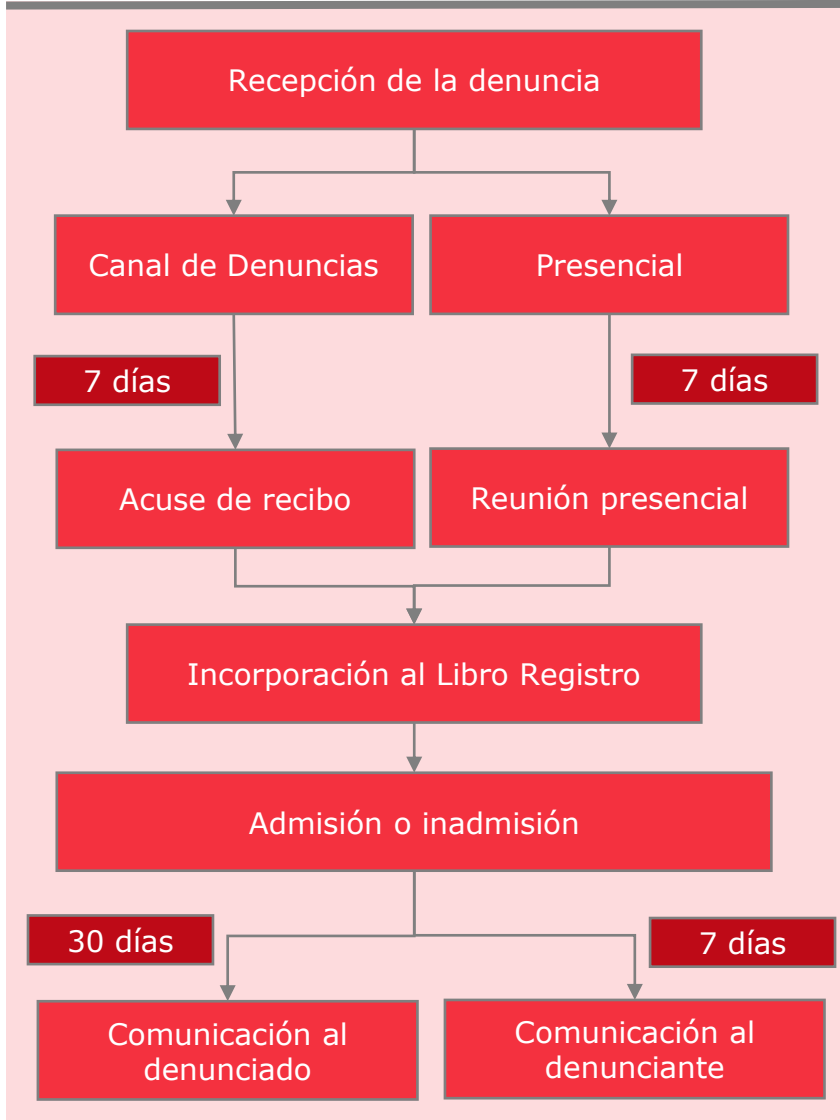 Recepción de la denuncia
Canal de Denuncias
Presencial
7 días
7 días
Acuse de recibo
Reunión presencial
Incorporación al Libro Registro
Admisión o inadmisión
30 días
7 días
Comunicación al
denunciado
Comunicación al
denunciante